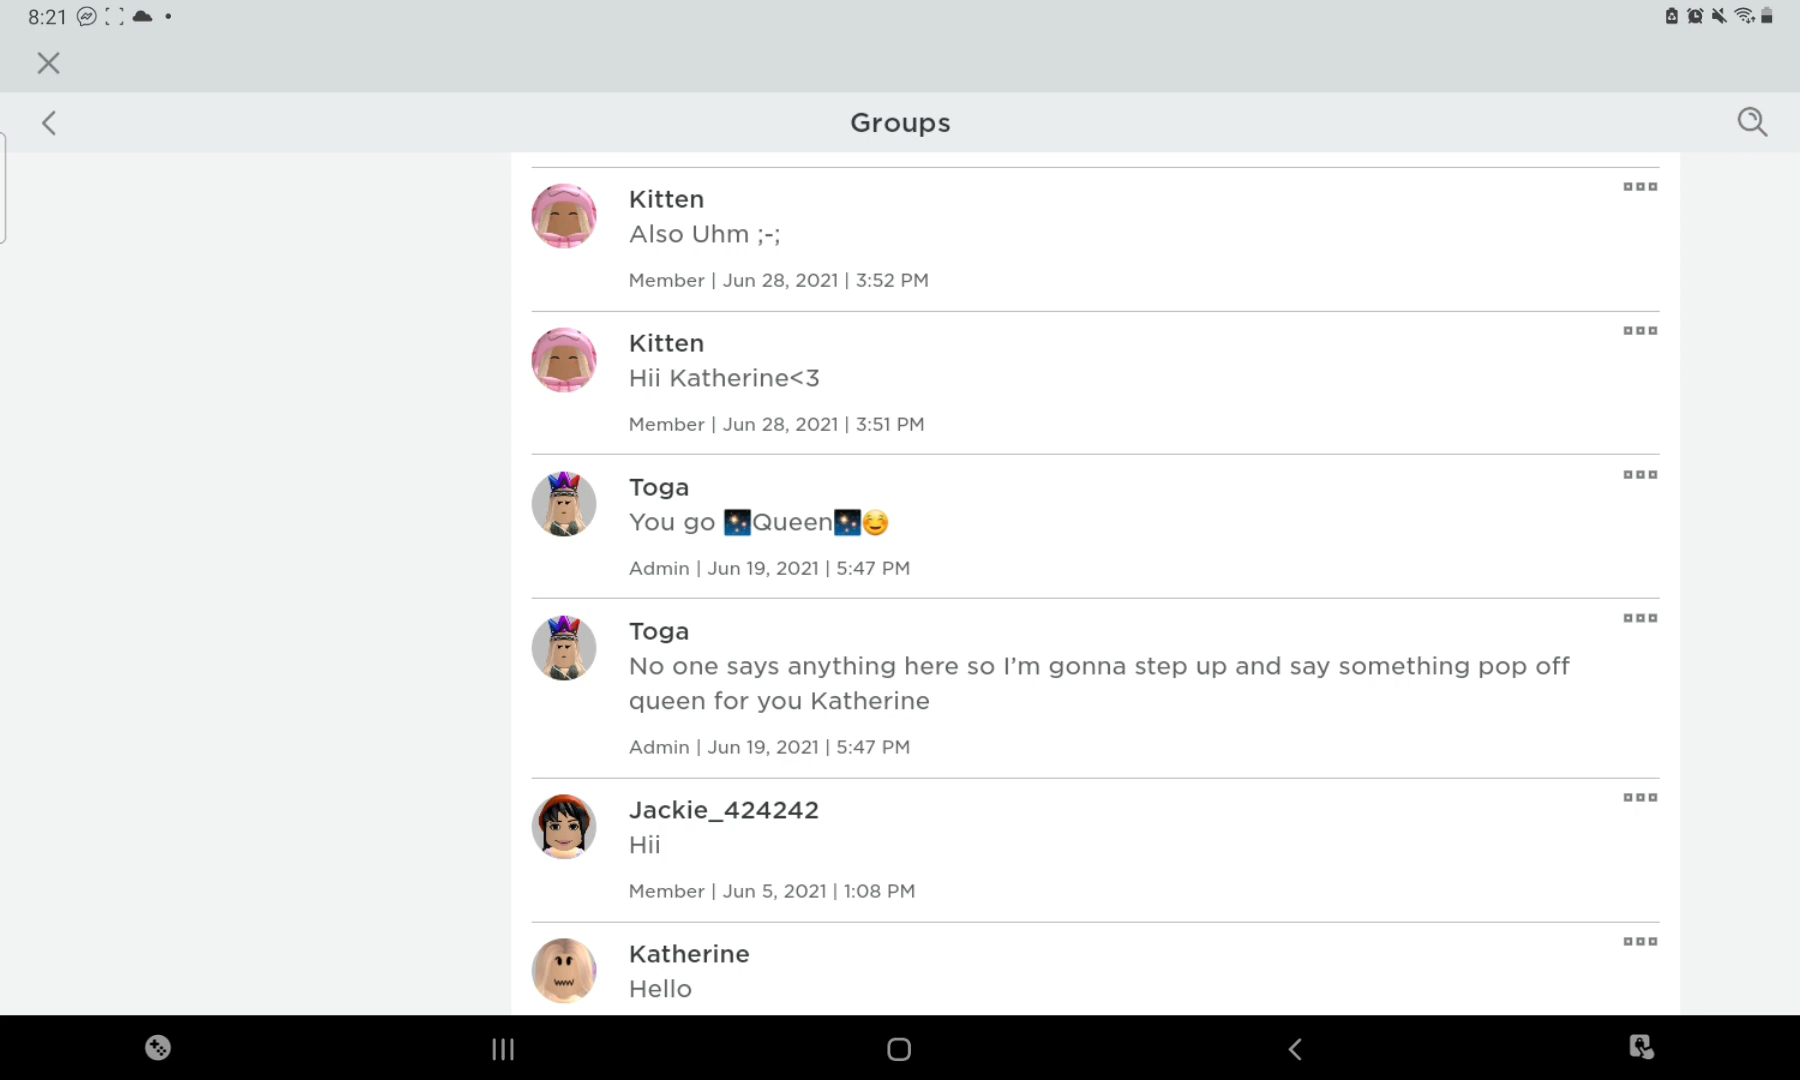 8:21
Groups
Kitten
Also Uhm ;-;
Member | Jun 28, 2021 | 3:52 PM
Kitten
Hii Katherine<3
Member | Jun 28, 2021 | 3:51 PM
Toga
You go 🎇Queen🎇☺️
Admin | Jun 19, 2021 | 5:47 PM
Toga
No one says anything here so I’m gonna step up and say something pop off
queen for you Katherine
Admin | Jun 19, 2021 | 5:47 PM
Jackie_424242
Hii
Member | Jun 5, 2021 | 1:08 PM
Katherine
Hello